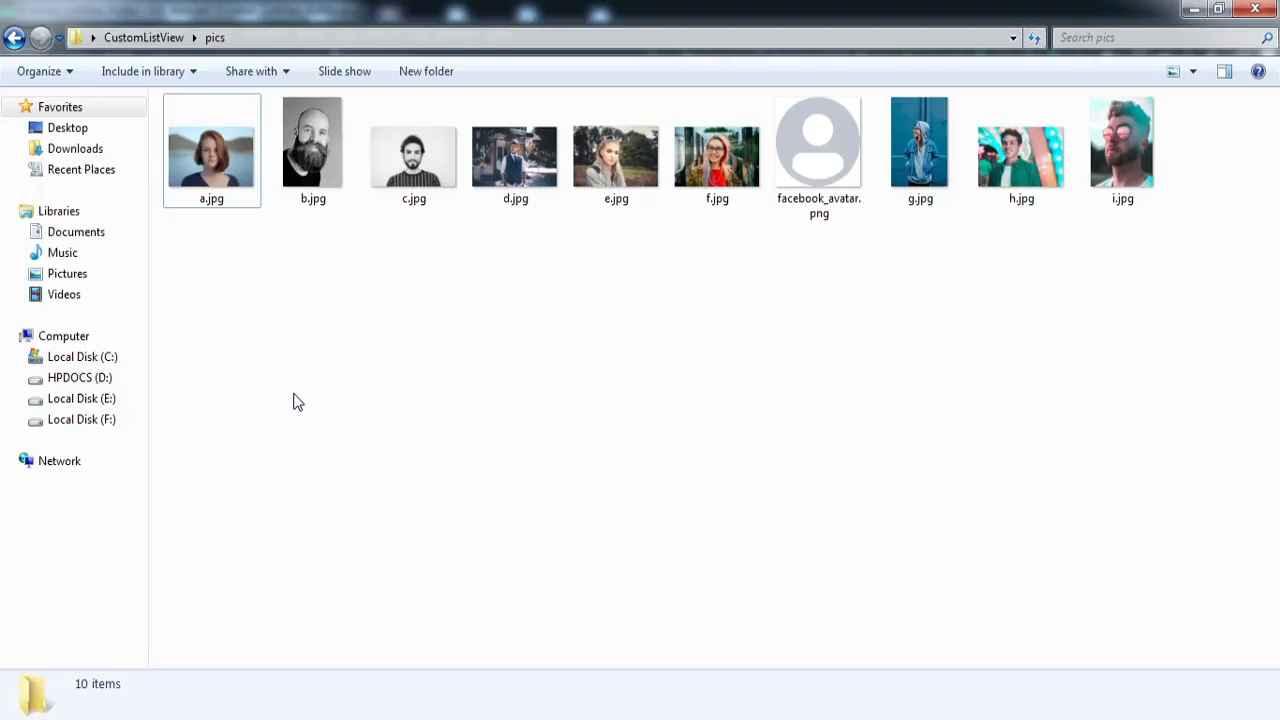 CustomListView pics
Search pics
Organize Include in library Share with Slide show New folder
Favorites
Desktop
Downloads
Recent Places
Libraries
Documents
Music
Pictures
Videos
Computer
Local Disk (C:)
HPDOCS (D:)
Local Disk (E:)
Local Disk (F:)
Network
a.jpg b.jpg c.jpg d.jpg e.jpg f.jpg facebook_avatar.
png g.jpg h.jpg i.jpg
10 items